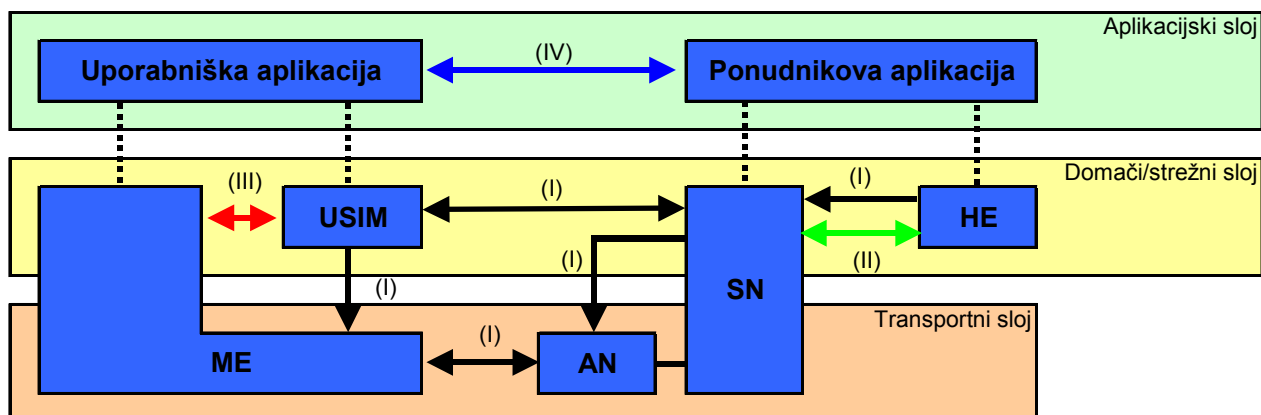 Aplikacijski sloj
Uporabniška aplikacija
(IV)
Ponudnikova aplikacija
Domači/strežni sloj
(III)
USIM
(I)
(I)
HE
(I)
(I)
(II)
SN
Transportni sloj
ME
(I)
AN